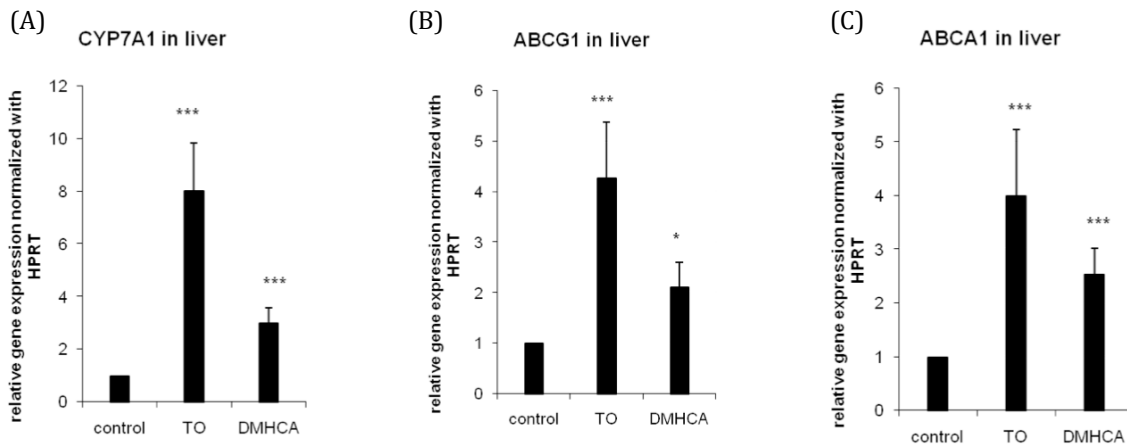 (A)
CYP7A1 in liver
relative gene expression normalized with
HPRT
12
10
8
6
4
2
0
***
***
control TO DMHCA
(B)
ABCG1 in liver
relative gene expression normalized with
HPRT
6
5
4
3
2
1
0
***
*
control TO DMHCA
(C)
ABCA1 in liver
relative gene expression normalized with
HPRT
6
5
4
3
2
1
0
***
***
control TO DMHCA